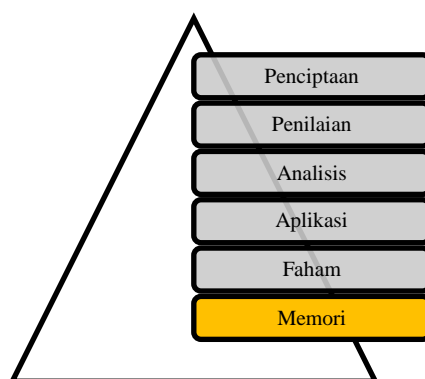 Penciptaan
Penilaian
Analisis
Aplikasi
Faham
Memori